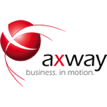 axway
business. in motion.